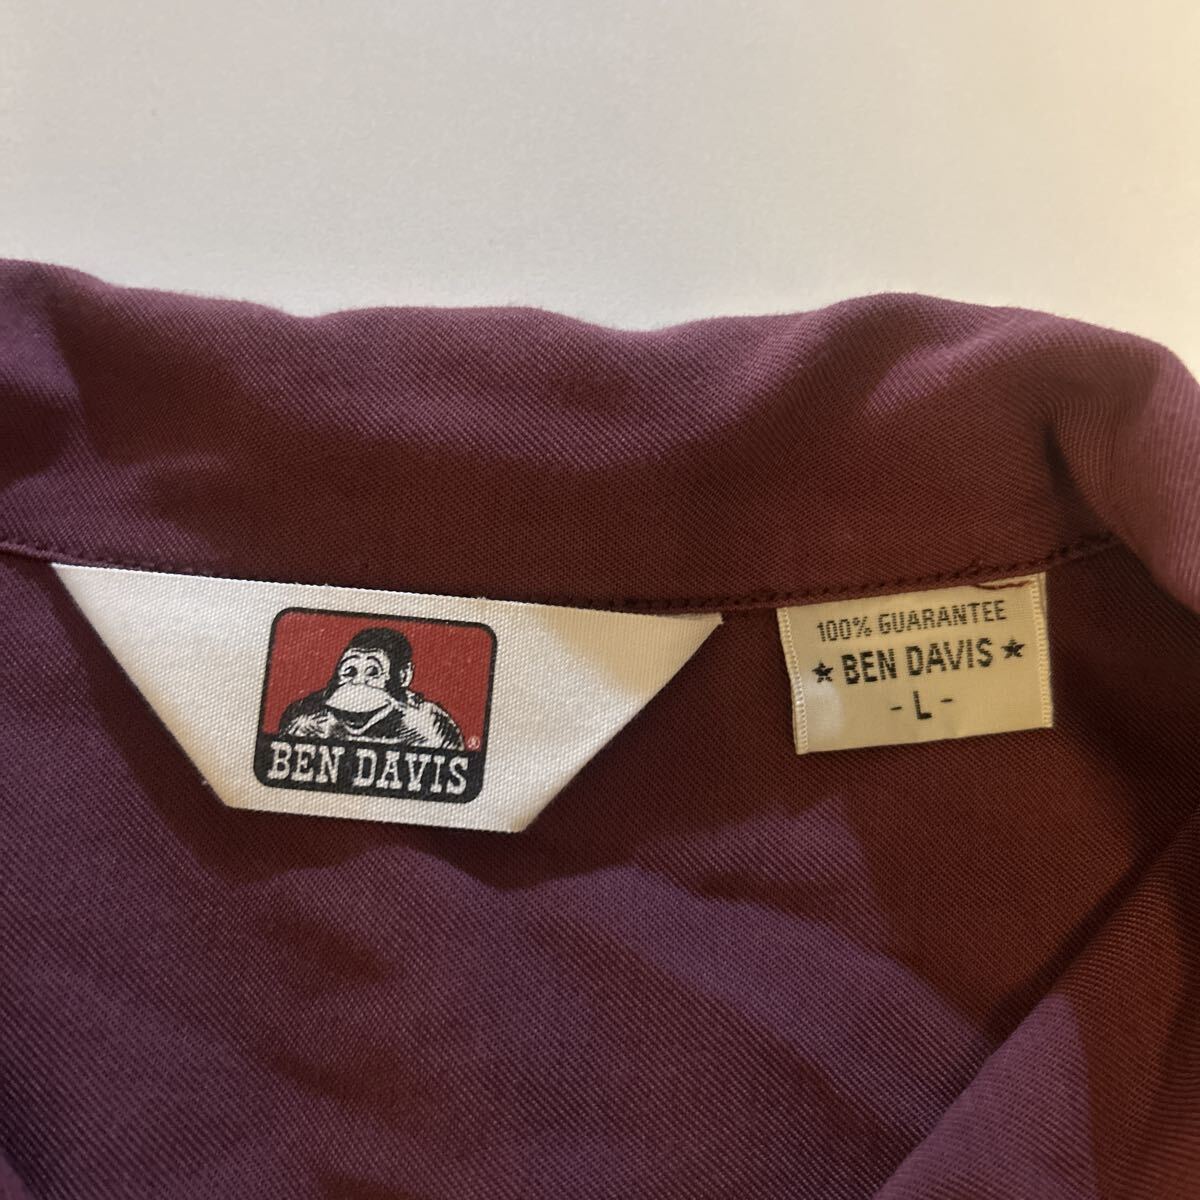 BEN DAVIS
®
100% GUARANTEE
★ BEN DAVIS ★
- L -